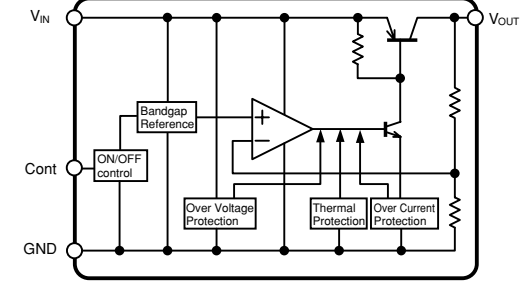 VIN
VOUT
Bandgap
Reference
+
−
ON/OFF
control
Cont
Over Voltage
Protection
Thermal
Protection
Over Current
Protection
GND